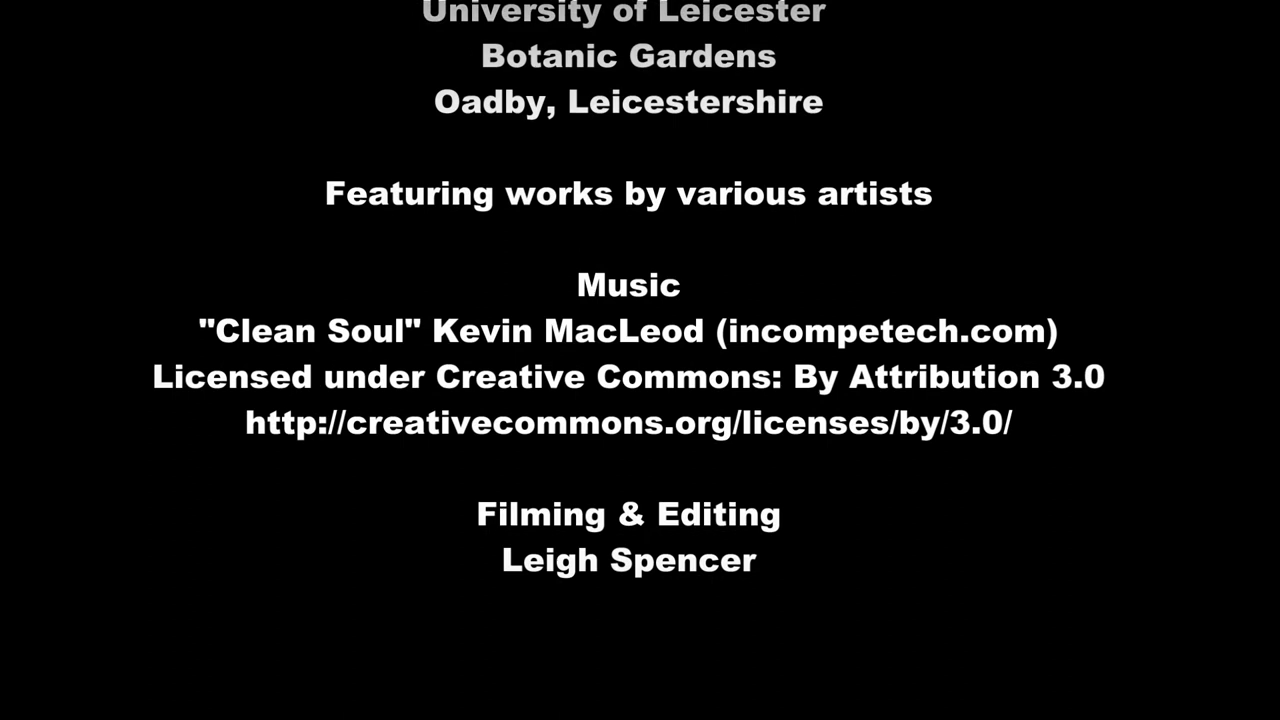 University of Leicester
Botanic Gardens
Oadby, Leicestershire
Featuring works by various artists
Music
"Clean Soul" Kevin MacLeod (incompetech.com)
Licensed under Creative Commons: By Attribution 3.0
http://creativecommons.org/licenses/by/3.0/
Filming & Editing
Leigh Spencer